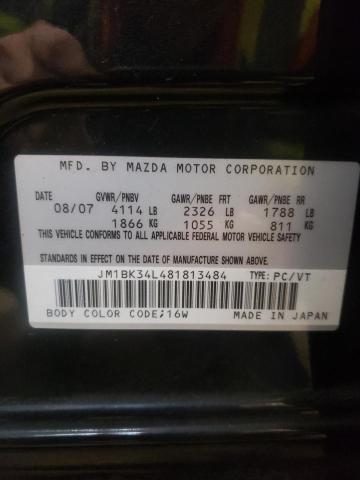 MFD. BY MAZDA MOTOR CORPORATION
DATE GVWR/PNBV GAWR/PNBE FRT GAWR/PNBE RR
08/07 4114 LB 2326 LB 1788 LB
1866 KG 1055 KG 811 KG
THIS VEHICLE CONFORMS TO ALL APPLICABLE FEDERAL MOTOR VEHICLE SAFETY
STANDARDS IN EFFECT ON THE DATE OF MANUFACTURE SHOWN ABOVE.
JM1BK34L481813484 TYPE:PC/VT
BODY COLOR CODE;16W MADE IN JAPAN